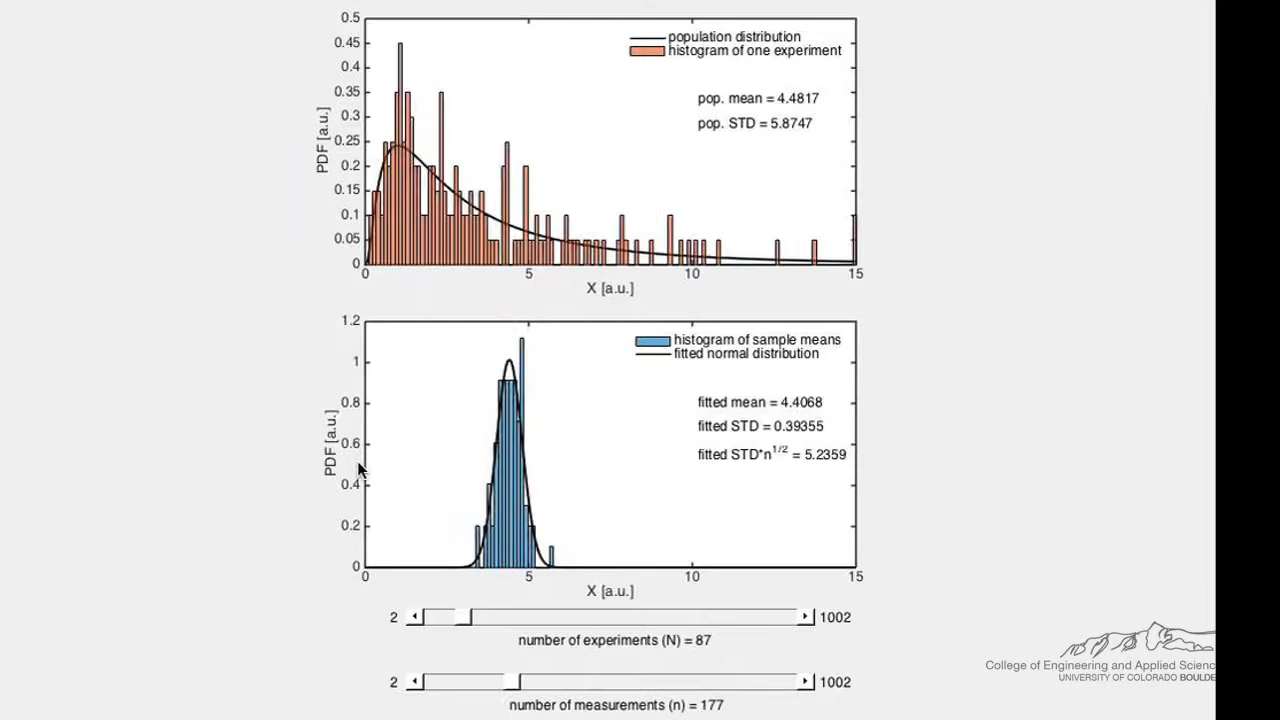 0.5
0.45
0.4
0.35
0.3
0.25
0.2
0.15
0.1
0.05
0
PDF [a.u.]
population distribution
histogram of one experiment
pop. mean = 4.4817
pop. STD = 5.8747
0 5 10 15
X [a.u.]
1.2
1
0.8
0.6
0.4
0.2
0
PDF [a.u.]
histogram of sample means
fitted normal distribution
fitted mean = 4.4068
fitted STD = 0.39355
fitted STD*n^1/2 = 5.2359
0 5 10 15
X [a.u.]
2 1002
number of experiments (N) = 87
2 1002
number of measurements (n) = 177
College of Engineering and Applied Scienc
UNIVERSITY OF COLORADO BOULDE